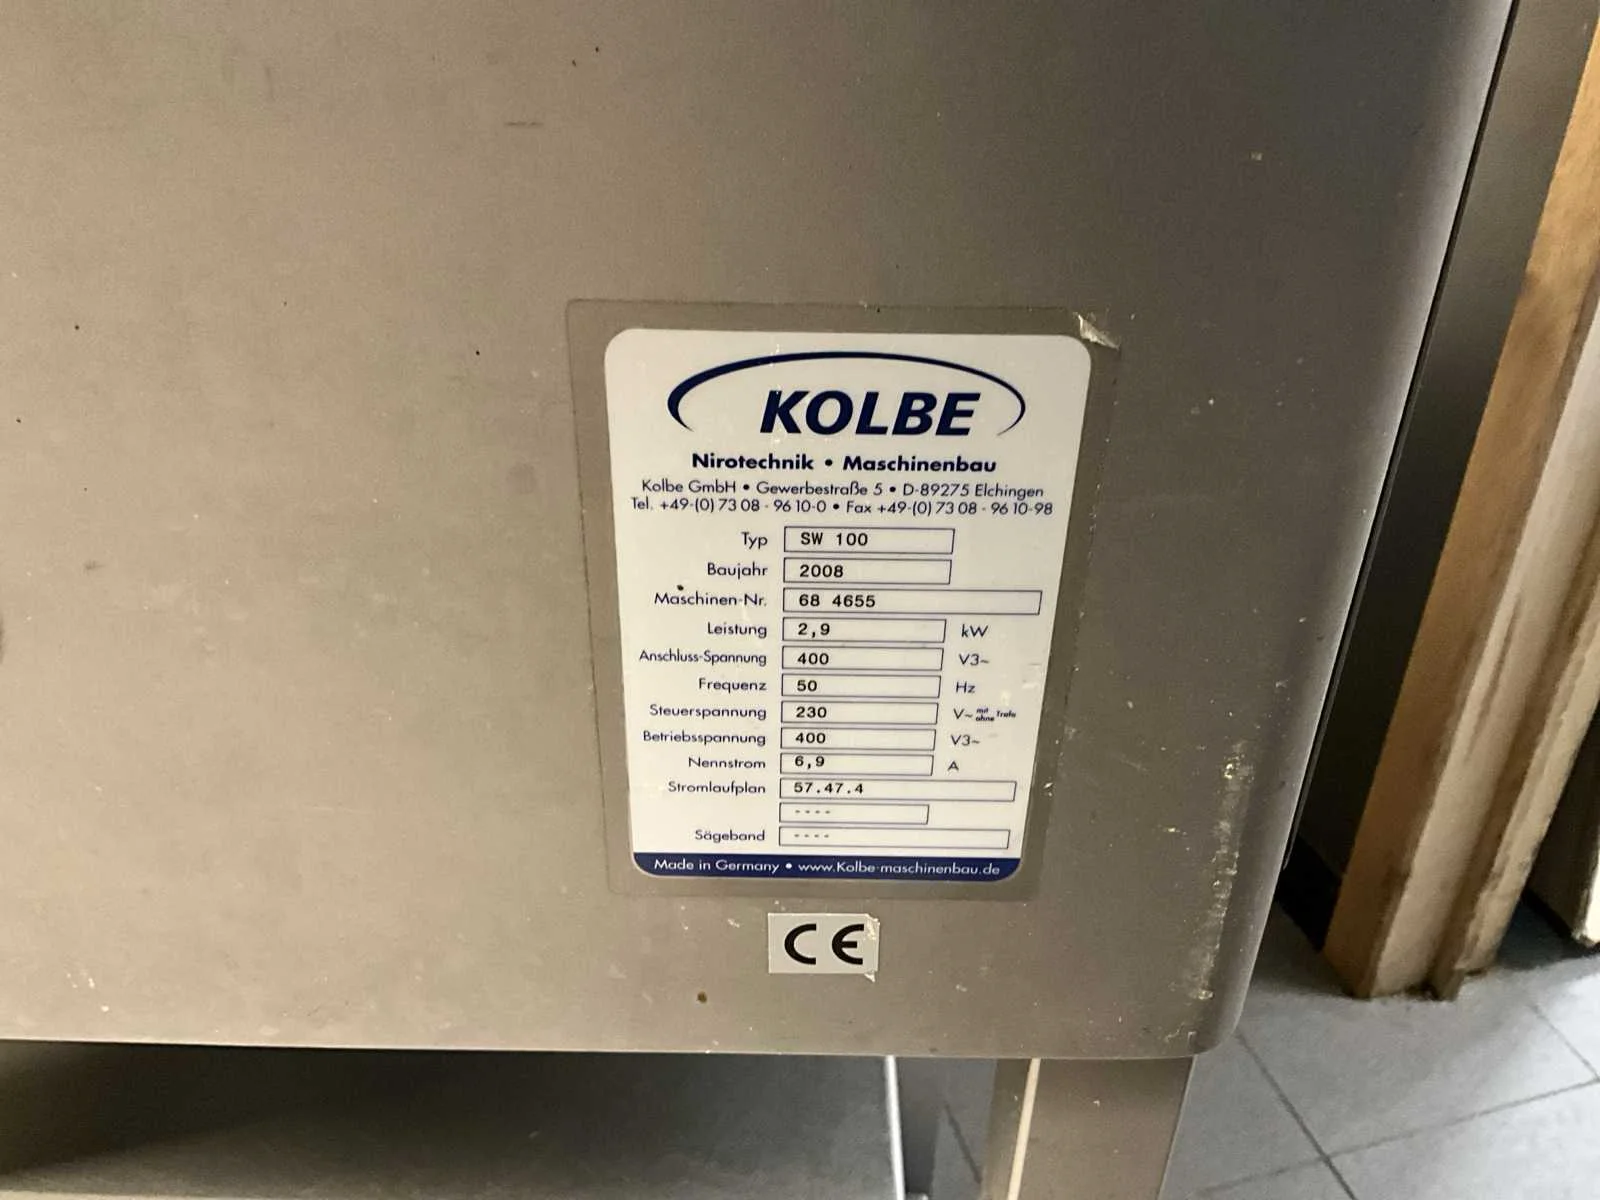 KOLBE
Nirotechnik • Maschinenbau
Kolbe GmbH • Gewerbestraße 5 • D-89275 Elchingen
Tel. +49-(0) 73 08 - 96 10-0 • Fax +49-(0) 73 08 - 96 10-98
Typ SW 100
Baujahr 2008
Maschinen-Nr. 68 4655
Leistung 2,9 kW
Anschluss-Spannung 400 V3~
Frequenz 50 Hz
Steuerspannung 230 V~ mit ohne Trafo
Betriebsspannung 400 V3~
Nennstrom 6,9 A
Stromlaufplan 57.47.4
----
Sägeband ----
Made in Germany • www.Kolbe-maschinenbau.de
CE